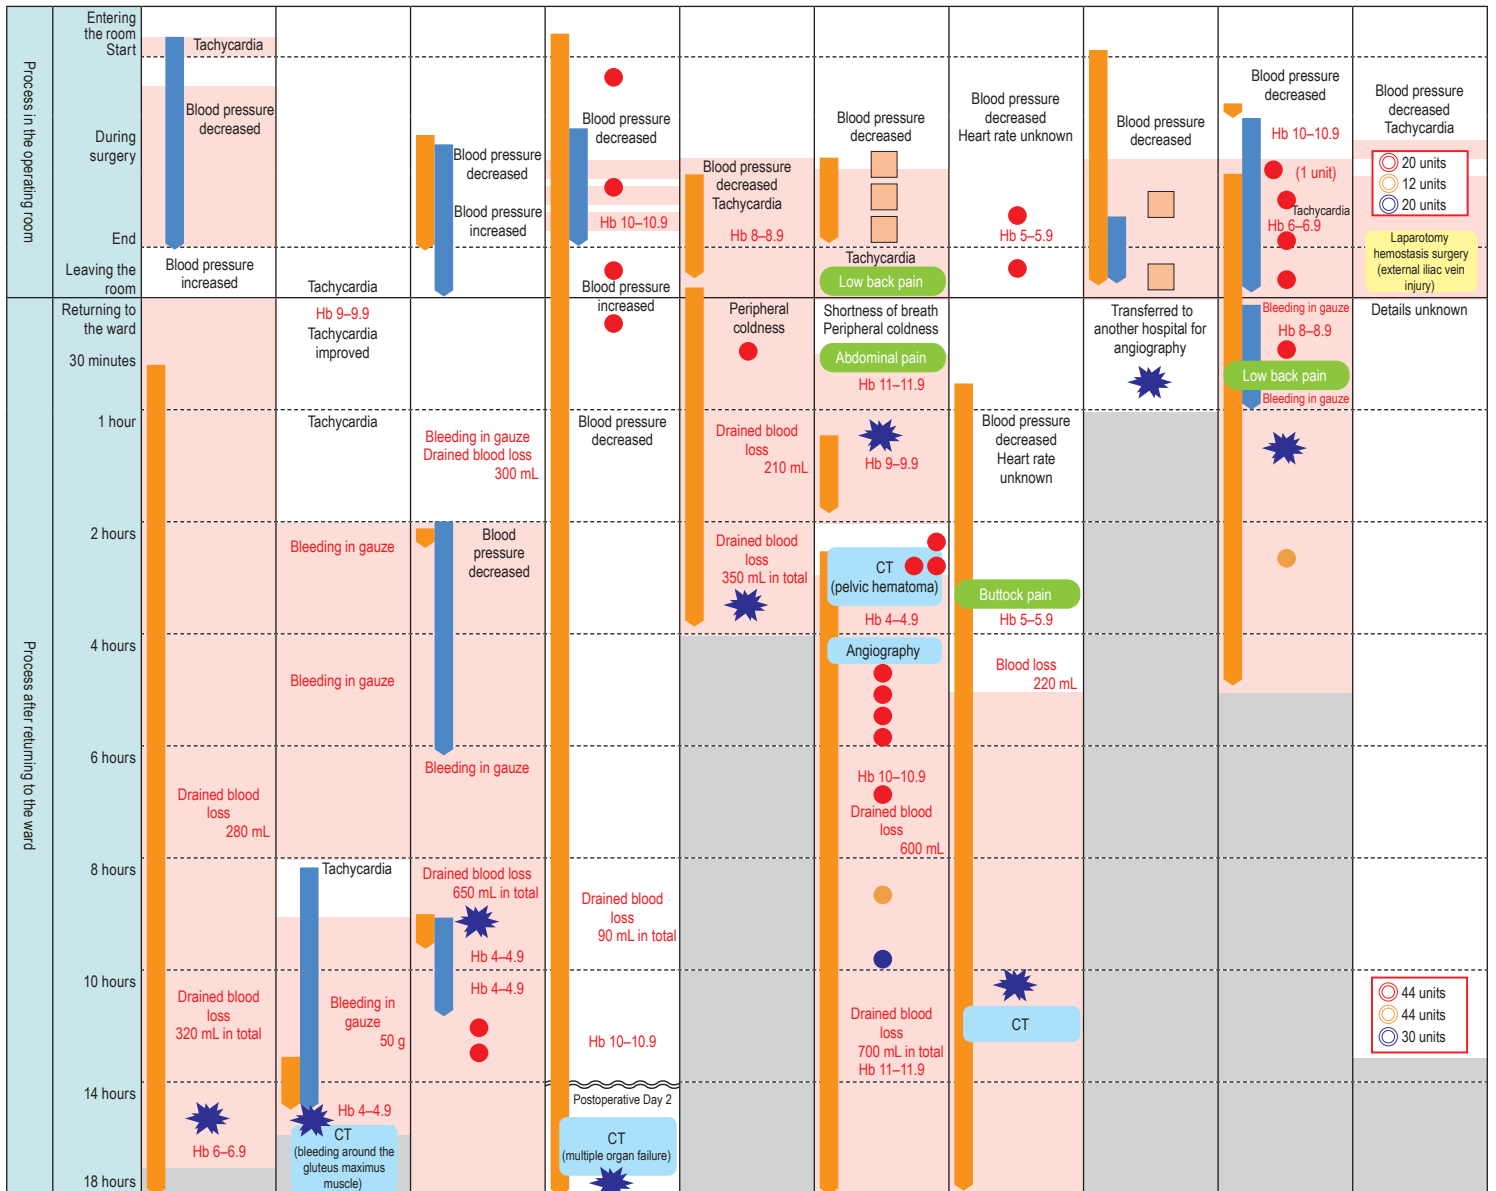 Process in the operating room
Entering
the room
Start
During
surgery
End
Leaving the
room
Process after returning to the ward
Returning to
the ward
30 minutes
1 hour
2 hours
4 hours
6 hours
8 hours
10 hours
14 hours
18 hours
Tachycardia
Blood pressure
decreased
Blood pressure
increased
Drained blood
loss
280 mL
Drained blood
loss
320 mL in total
Hb 6–6.9
Tachycardia
Hb 9–9.9
Tachycardia
improved
Tachycardia
Bleeding in gauze
Bleeding in gauze
Tachycardia
Bleeding in
gauze
50 g
Hb 4–4.9
CT
(bleeding around the
gluteus maximus
muscle)
Blood pressure
decreased
Blood pressure
increased
Bleeding in gauze
Drained blood loss
300 mL
Blood
pressure
decreased
Bleeding in gauze
Drained blood loss
650 mL in total
Hb 4–4.9
Hb 4–4.9
Blood pressure
decreased
Hb 10–10.9
Blood pressure
increased
Blood pressure
decreased
Drained blood
loss
90 mL in total
Hb 10–10.9
Postoperative Day 2
CT
(multiple organ failure)
Blood pressure
decreased
Tachycardia
Hb 8–8.9
Peripheral
coldness
Drained blood
loss
210 mL
Drained blood
loss
350 mL in total
Blood pressure
decreased
Tachycardia
Low back pain
Shortness of breath
Peripheral coldness
Abdominal pain
Hb 11–11.9
Hb 9–9.9
CT
(pelvic hematoma)
Hb 4–4.9
Angiography
Hb 10–10.9
Drained blood
loss
600 mL
Drained blood
loss
700 mL in total
Hb 11–11.9
Blood pressure
decreased
Heart rate unknown
Hb 5–5.9
Blood pressure
decreased
Heart rate
unknown
Buttock pain
Hb 5–5.9
Blood loss
220 mL
CT
Blood pressure
decreased
Transferred to
another hospital for
angiography
Blood pressure
decreased
Hb 10–10.9
(1 unit)
Tachycardia
Hb 6–6.9
Bleeding in gauze
Hb 8–8.9
Low back pain
Bleeding in gauze
Blood pressure
decreased
Tachycardia
20 units
12 units
20 units
Laparotomy
hemostasis surgery
(external iliac vein
injury)
Details unknown
44 units
44 units
30 units